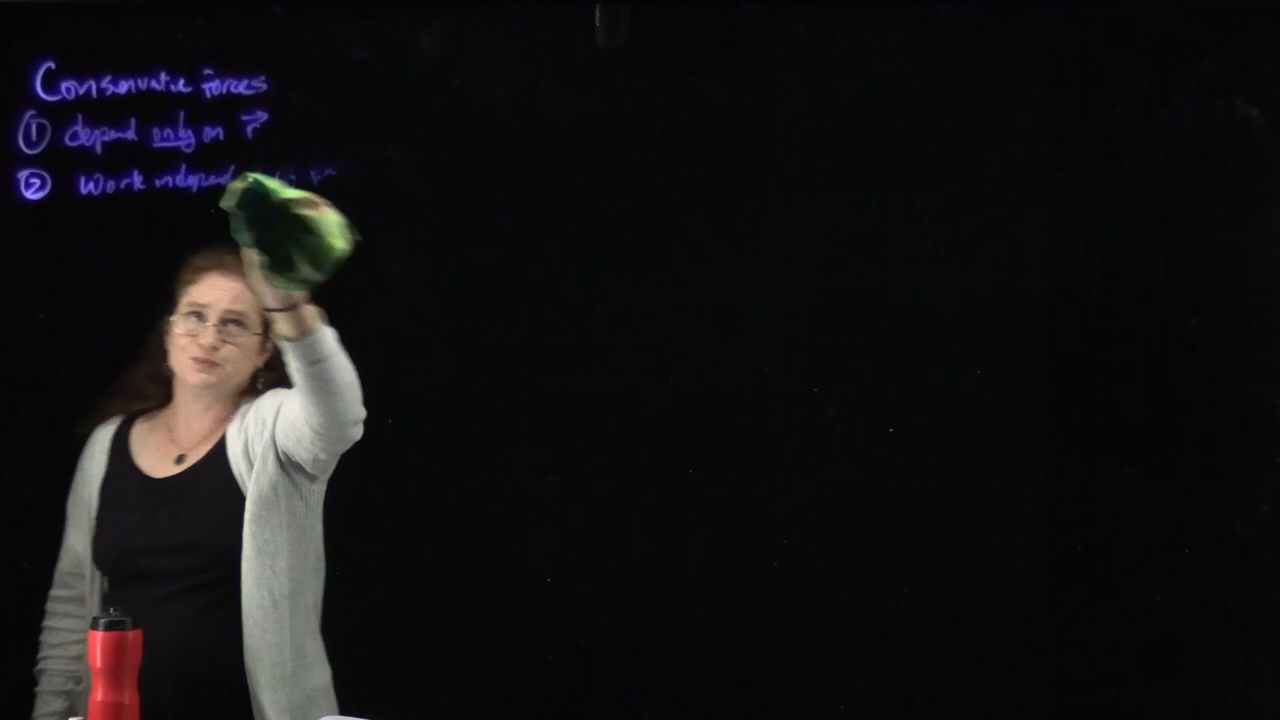 Conservative forces
① depend only on r⃗
② Work independ